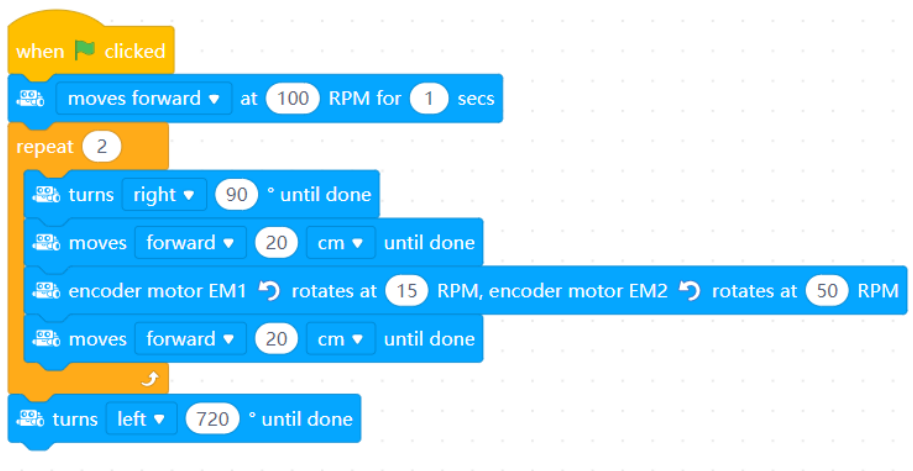 when clicked
moves forward at 100 RPM for 1 secs
repeat 2
turns right 90 ° until done
moves forward 20 cm until done
encoder motor EM1 rotates at 15 RPM, encoder motor EM2 rotates at 50 RPM
moves forward 20 cm until done
turns left 720 ° until done